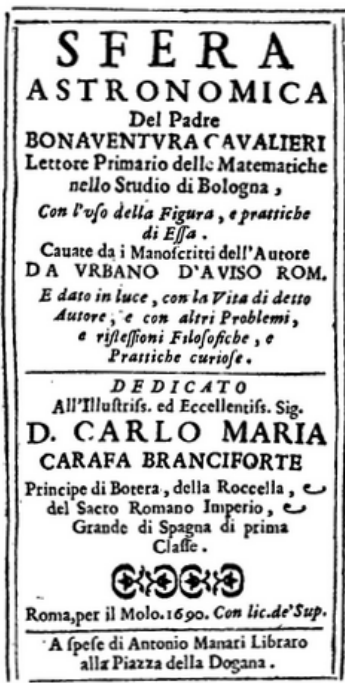 SFERA
ASTRONOMICA
Del Padre
BONAVENTVRA CAVALIERI
Lettore Primario delle Matematiche
nello Studio di Bologna,
Con l'uſo della Figura, e prattiche
di Eſſa.
Cauate da i Manoſcritti dell'Autore
DA VRBANO D'AVISO ROM.
E dato in luce, con la Vita di detto
Autore, e con altri Problemi,
e rifleſſioni Filoſofiche, e
Prattiche curioſe.
DEDICATO
All'Illuſtriſs. ed Eccellentiſs. Sig.
D. CARLO MARIA
CARAFA BRANCIFORTE
Principe di Botera, della Roccella, e
del Sacro Romano Imperio, e
Grande di Spagna di prima
Claſſe.
Roma, per il Molo. 1690. Con lic. de' Sup.
A ſpeſe di Antonio Manari Libraro
alla Piazza della Dogana.